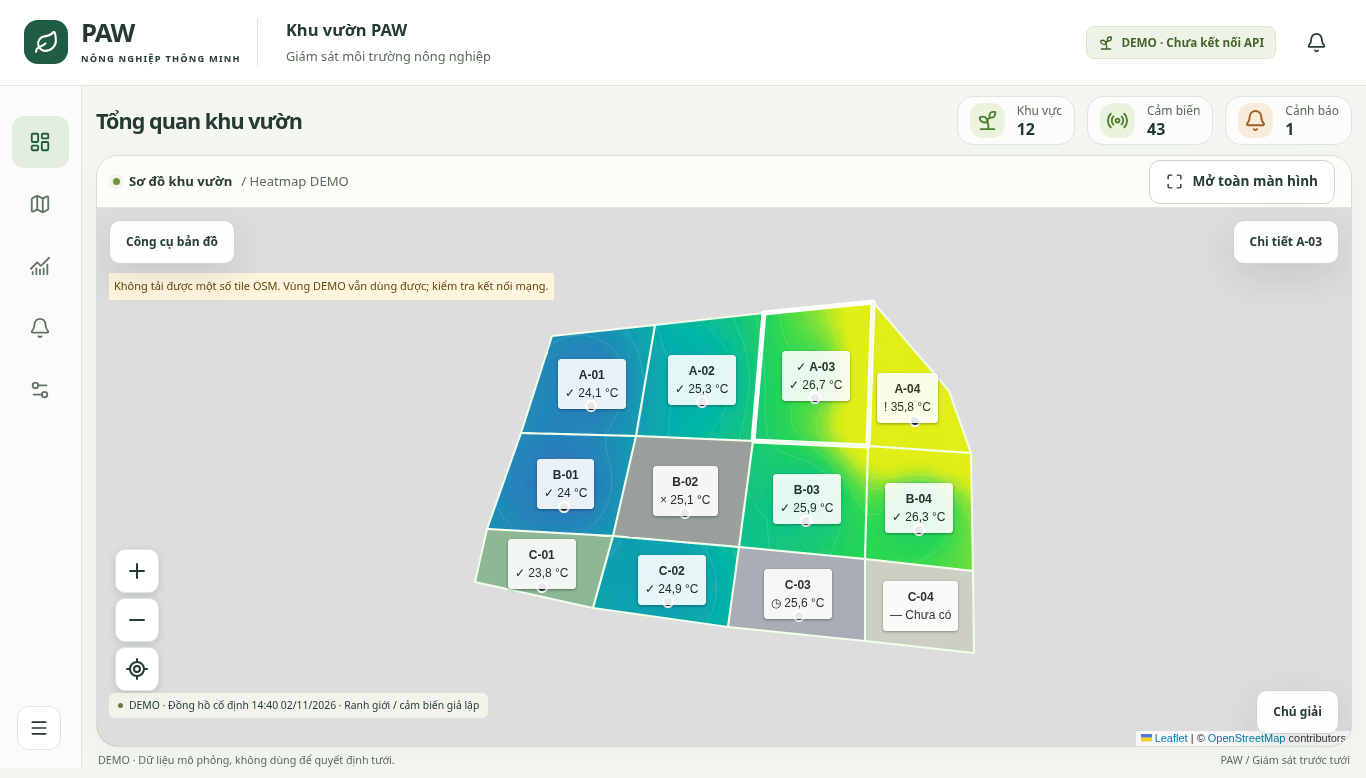 PAW
NÔNG NGHIỆP THÔNG MINH
Khu vườn PAW
Giám sát môi trường nông nghiệp
DEMO · Chưa kết nối API
Tổng quan khu vườn
Khu vực
12
Cảm biến
43
Cảnh báo
1
Sơ đồ khu vườn / Heatmap DEMO
Mở toàn màn hình
Công cụ bản đồ
Chi tiết A-03
Không tải được một số tile OSM. Vùng DEMO vẫn dùng được; kiểm tra kết nối mạng.
A-01
✓ 24,1 °C
A-02
✓ 25,3 °C
✓ A-03
✓ 26,7 °C
A-04
! 35,8 °C
B-01
✓ 24 °C
B-02
× 25,1 °C
B-03
✓ 25,9 °C
B-04
✓ 26,3 °C
C-01
✓ 23,8 °C
C-02
✓ 24,9 °C
C-03
◷ 25,6 °C
C-04
— Chưa có
DEMO · Đồng hồ cố định 14:40 02/11/2026 · Ranh giới / cảm biến giả lập
Chú giải
Leaflet | © OpenStreetMap contributors
DEMO · Dữ liệu mô phỏng, không dùng để quyết định tưới.
PAW / Giám sát trước tưới